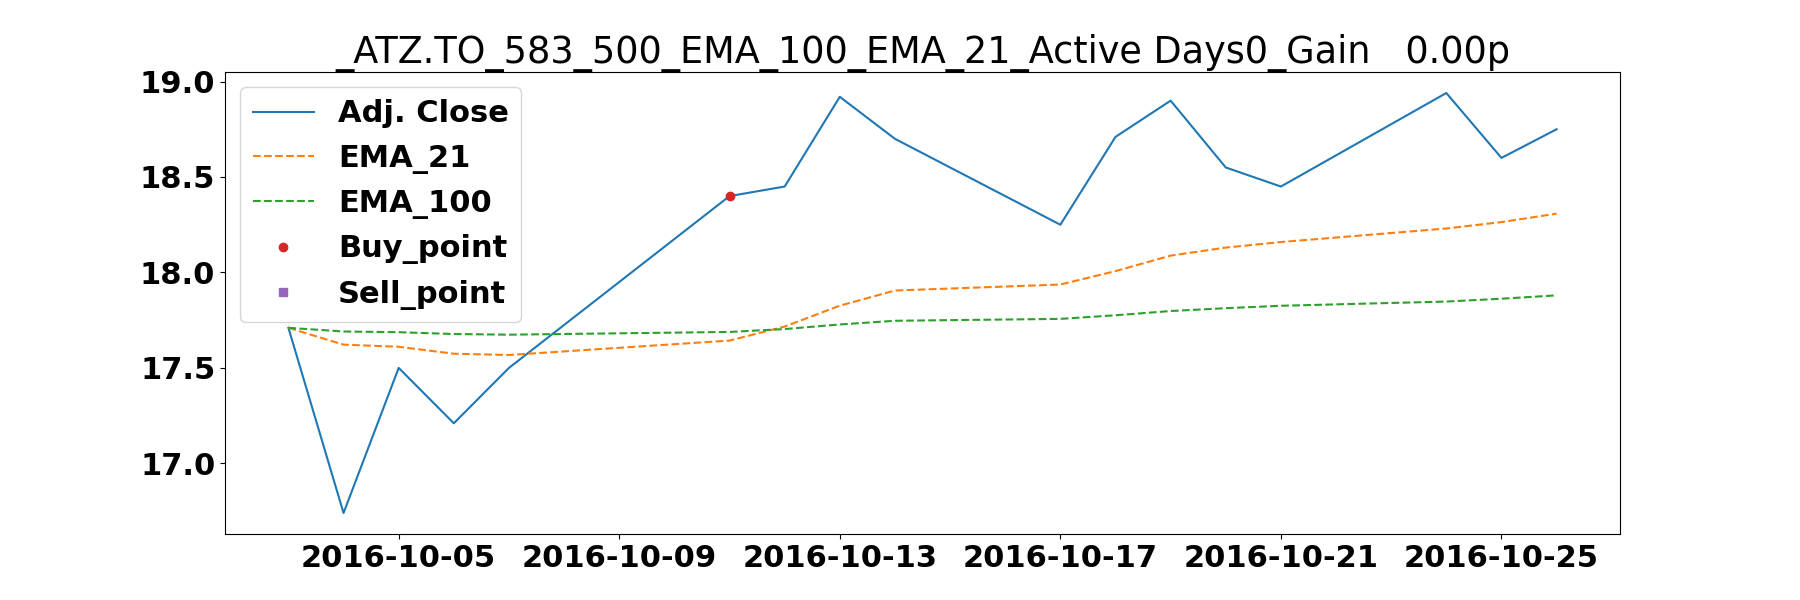 _ATZ.TO_583_500_EMA_100_EMA_21_Active Days0_Gain   0.00p
19.0
18.5
18.0
17.5
17.0
Adj. Close
EMA_21
EMA_100
Buy_point
Sell_point
2016-10-05 2016-10-09 2016-10-13 2016-10-17 2016-10-21 2016-10-25